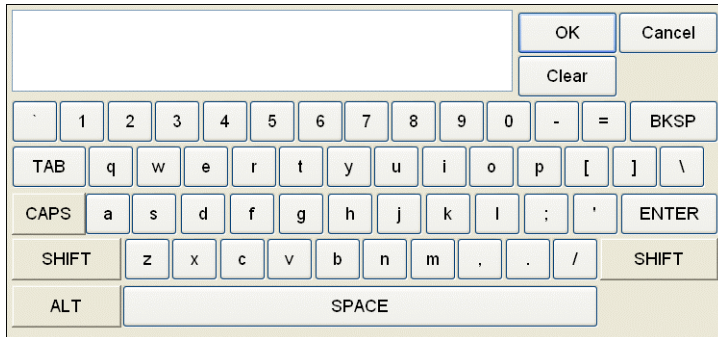 OK Cancel
Clear
` 1 2 3 4 5 6 7 8 9 0 - = BKSP
TAB q w e r t y u i o p [ ] \
CAPS a s d f g h j k l ; ' ENTER
SHIFT z x c v b n m , . / SHIFT
ALT SPACE